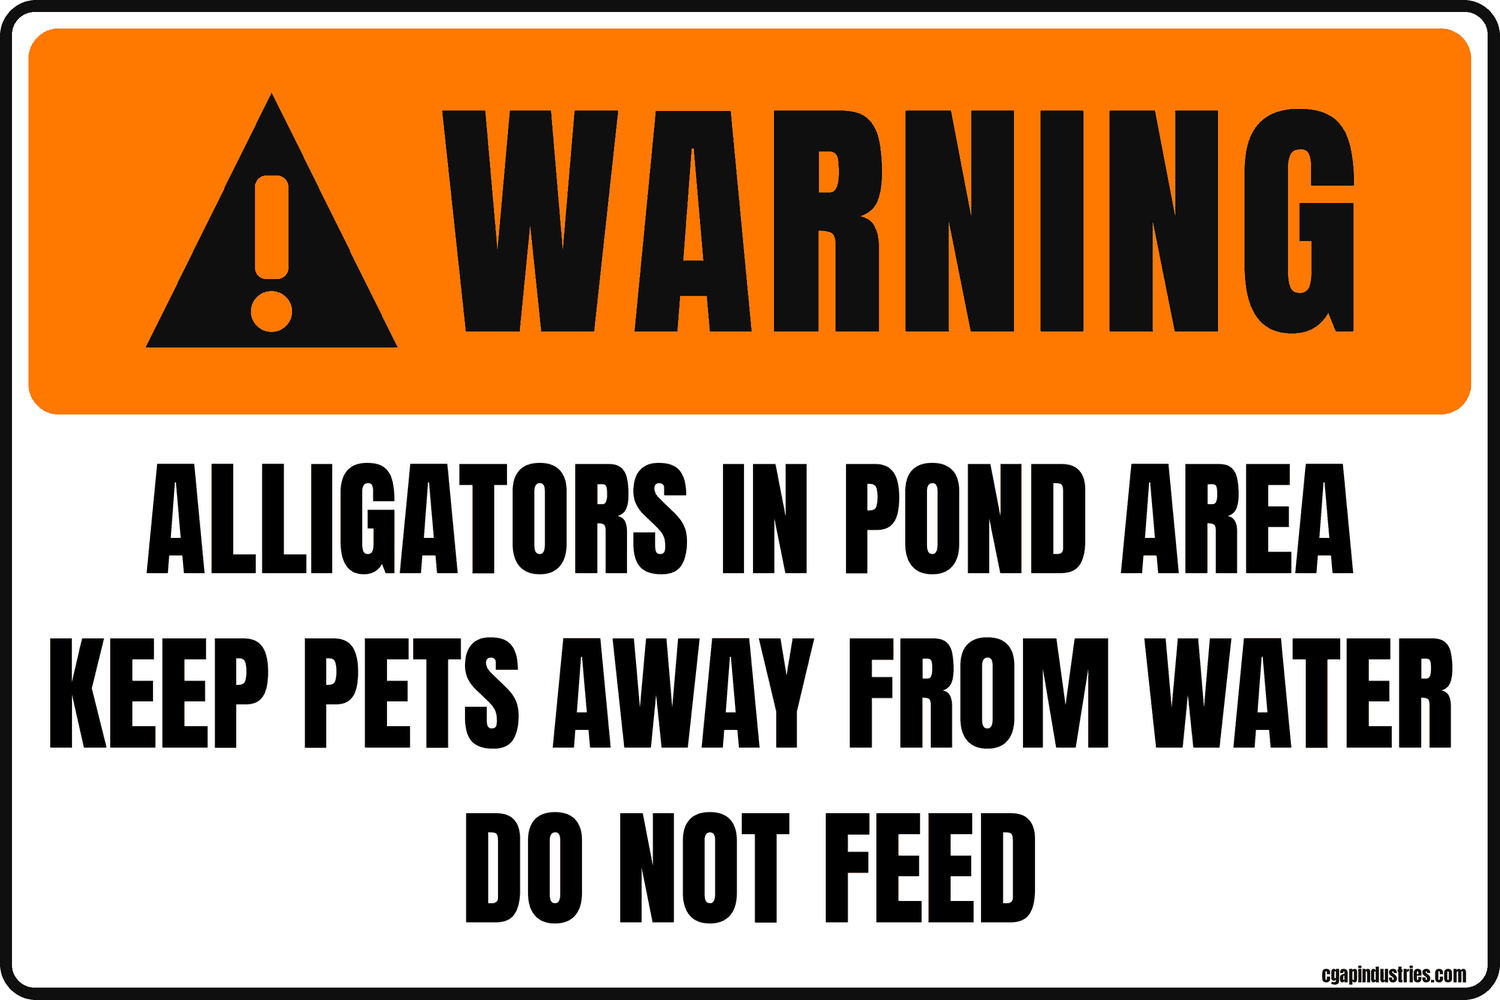 WARNING
ALLIGATORS IN POND AREA
KEEP PETS AWAY FROM WATER
DO NOT FEED
cgapindustries.com